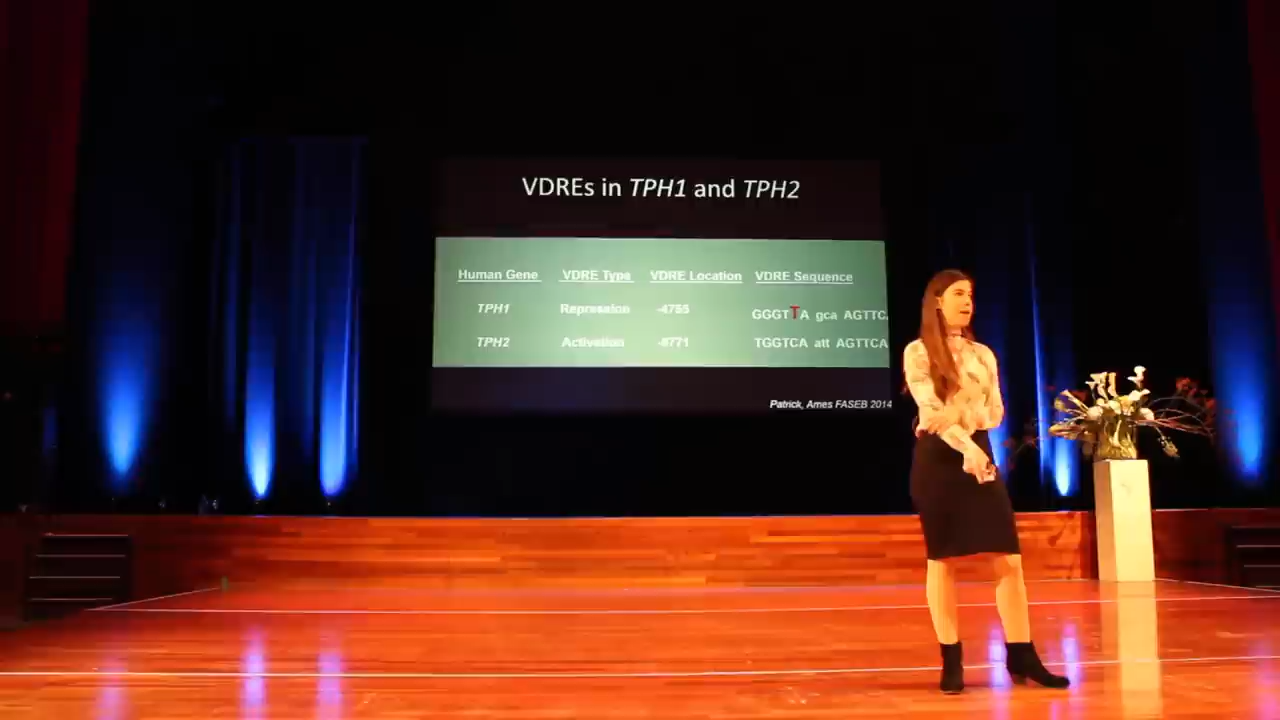 VDREs in TPH1 and TPH2
Human Gene VDRE Type VDRE Location VDRE Sequence
TPH1 Repression -4755 GGGTTA gca AGTTCA
TPH2 Activation -8771 TGGTCA att AGTTCA
Patrick, Ames FASEB 2014